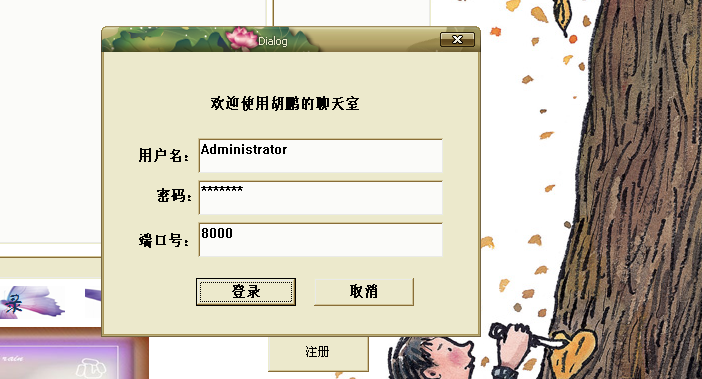 Dialog
欢迎使用胡鹏的聊天室
用户名: Administrator
密码: *******
端口号: 8000
登录 取消
注册